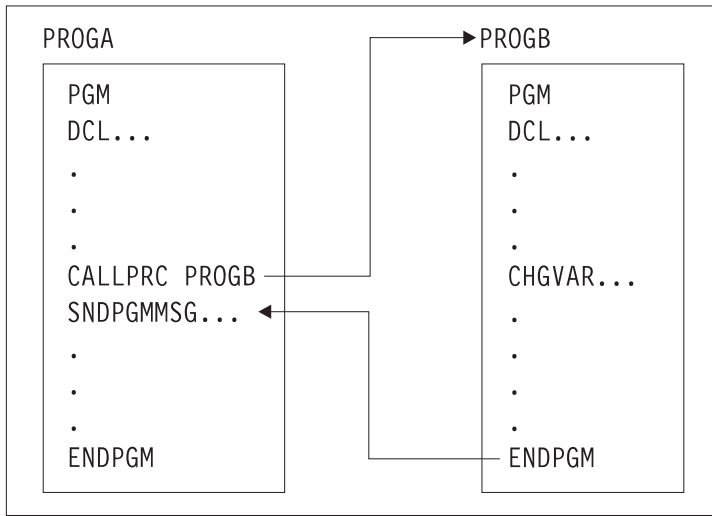 PROGA
PGM
DCL...
.
.
.
CALLPRC PROGB
SNDPGMMSG...
.
.
.
ENDPGM
PROGB
PGM
DCL...
.
.
.
CHGVAR...
.
.
.
ENDPGM